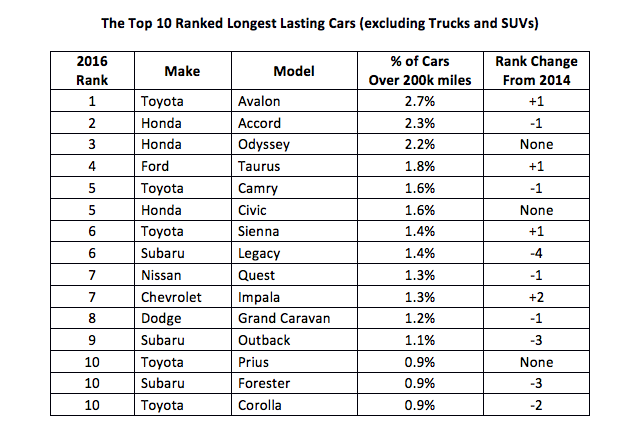 The Top 10 Ranked Longest Lasting Cars (excluding Trucks and SUVs)
2016 Rank Make Model % of Cars Over 200k miles Rank Change From 2014
1 Toyota Avalon 2.7% +1
2 Honda Accord 2.3% -1
3 Honda Odyssey 2.2% None
4 Ford Taurus 1.8% +1
5 Toyota Camry 1.6% -1
5 Honda Civic 1.6% None
6 Toyota Sienna 1.4% +1
6 Subaru Legacy 1.4% -4
7 Nissan Quest 1.3% -1
7 Chevrolet Impala 1.3% +2
8 Dodge Grand Caravan 1.2% -1
9 Subaru Outback 1.1% -3
10 Toyota Prius 0.9% None
10 Subaru Forester 0.9% -3
10 Toyota Corolla 0.9% -2